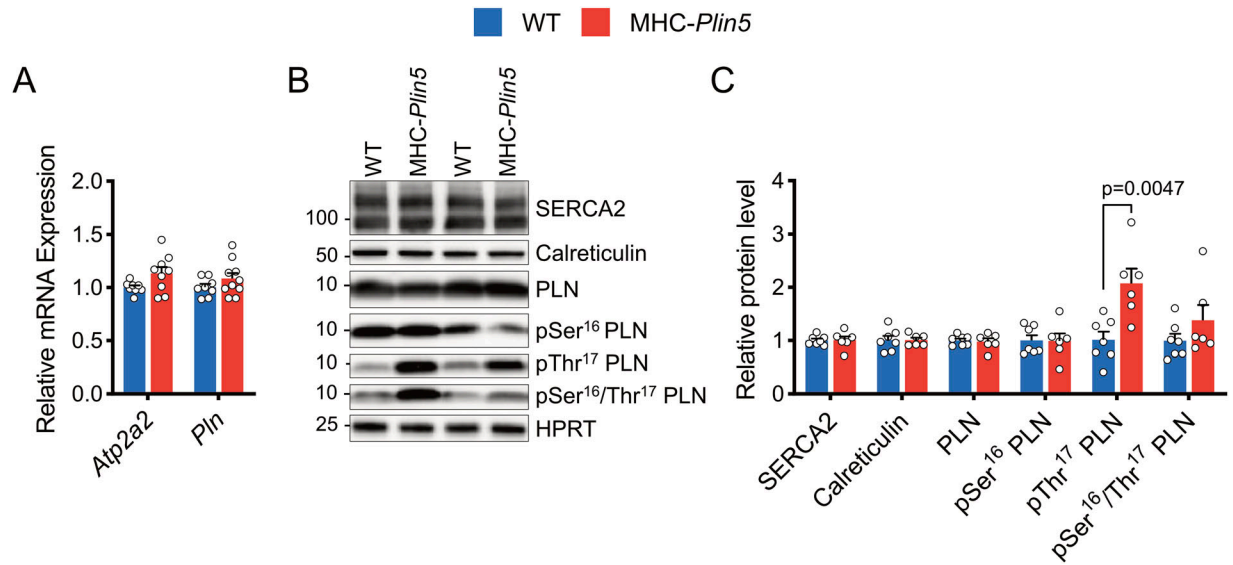 WT MHC-Plin5
A
Relative mRNA Expression
2.0
1.5
1.0
0.5
0.0
Atp2a2
Pln
B
WT
MHC-Plin5
WT
MHC-Plin5
100
SERCA2
50
Calreticulin
10
PLN
10
pSer¹⁶ PLN
10
pThr¹⁷ PLN
10
pSer¹⁶/Thr¹⁷ PLN
25
HPRT
C
Relative protein level
4
3
2
1
0
p=0.0047
SERCA2
Calreticulin
PLN
pSer¹⁶ PLN
pThr¹⁷ PLN
pSer¹⁶/Thr¹⁷ PLN